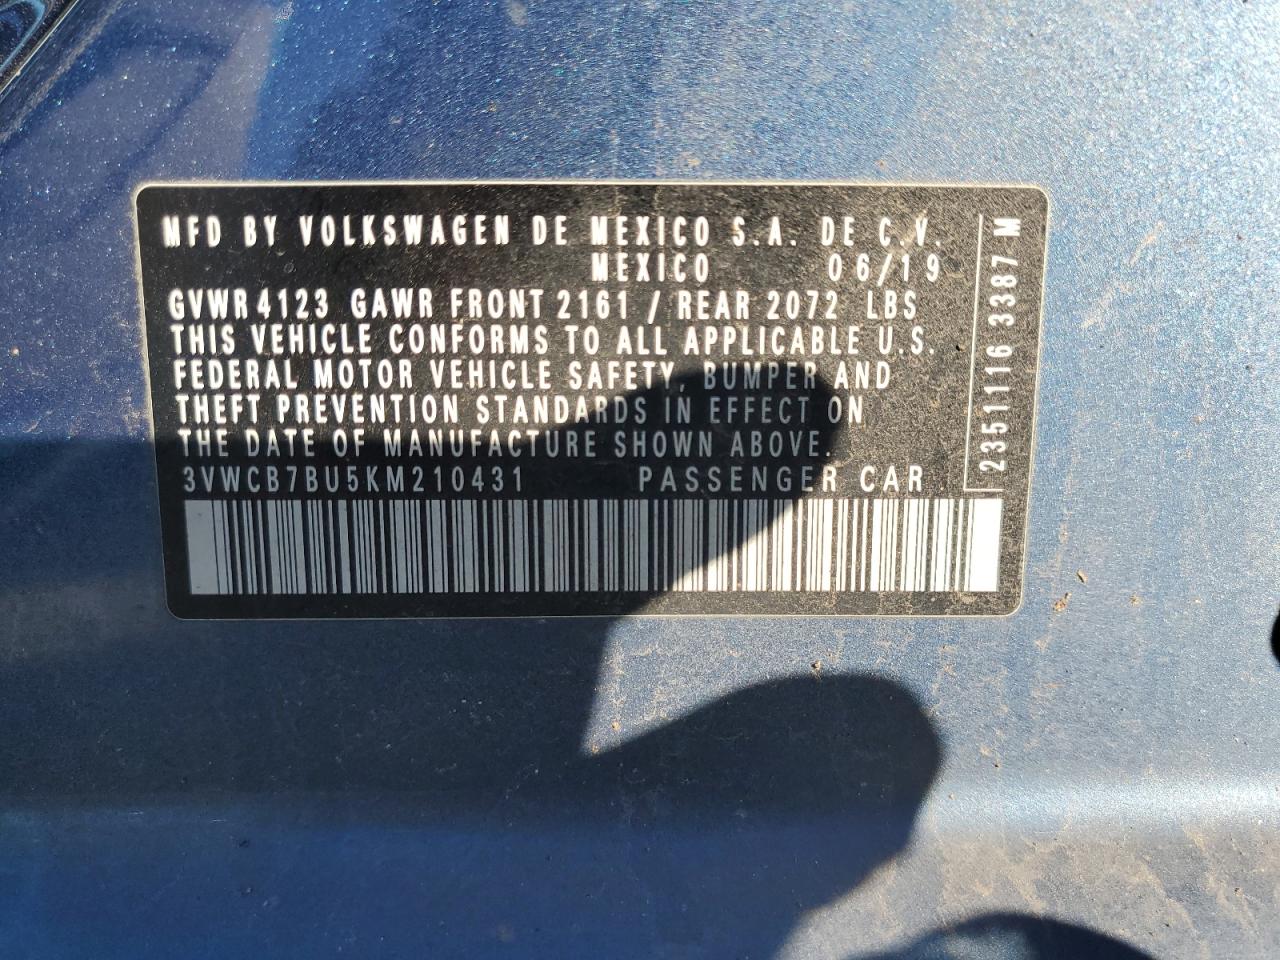 MFD BY VOLKSWAGEN DE MEXICO S.A. DE C.V.
MEXICO 06/19
GVWR 4123 GAWR FRONT 2161 / REAR 2072 LBS
THIS VEHICLE CONFORMS TO ALL APPLICABLE U.S.
FEDERAL MOTOR VEHICLE SAFETY, BUMPER AND
THEFT PREVENTION STANDARDS IN EFFECT ON
THE DATE OF MANUFACTURE SHOWN ABOVE.
3VWCB7BU5KM210431 PASSENGER CAR
2351116 3387 M